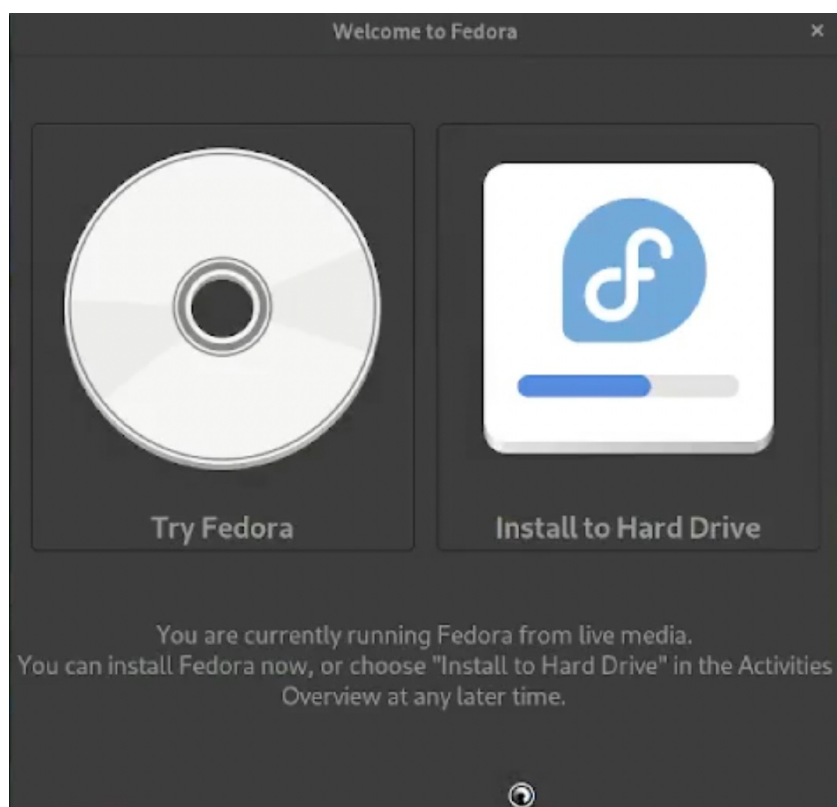 Welcome to Fedora
Try Fedora
Install to Hard Drive
You are currently running Fedora from live media.
You can install Fedora now, or choose "Install to Hard Drive" in the Activities
Overview at any later time.